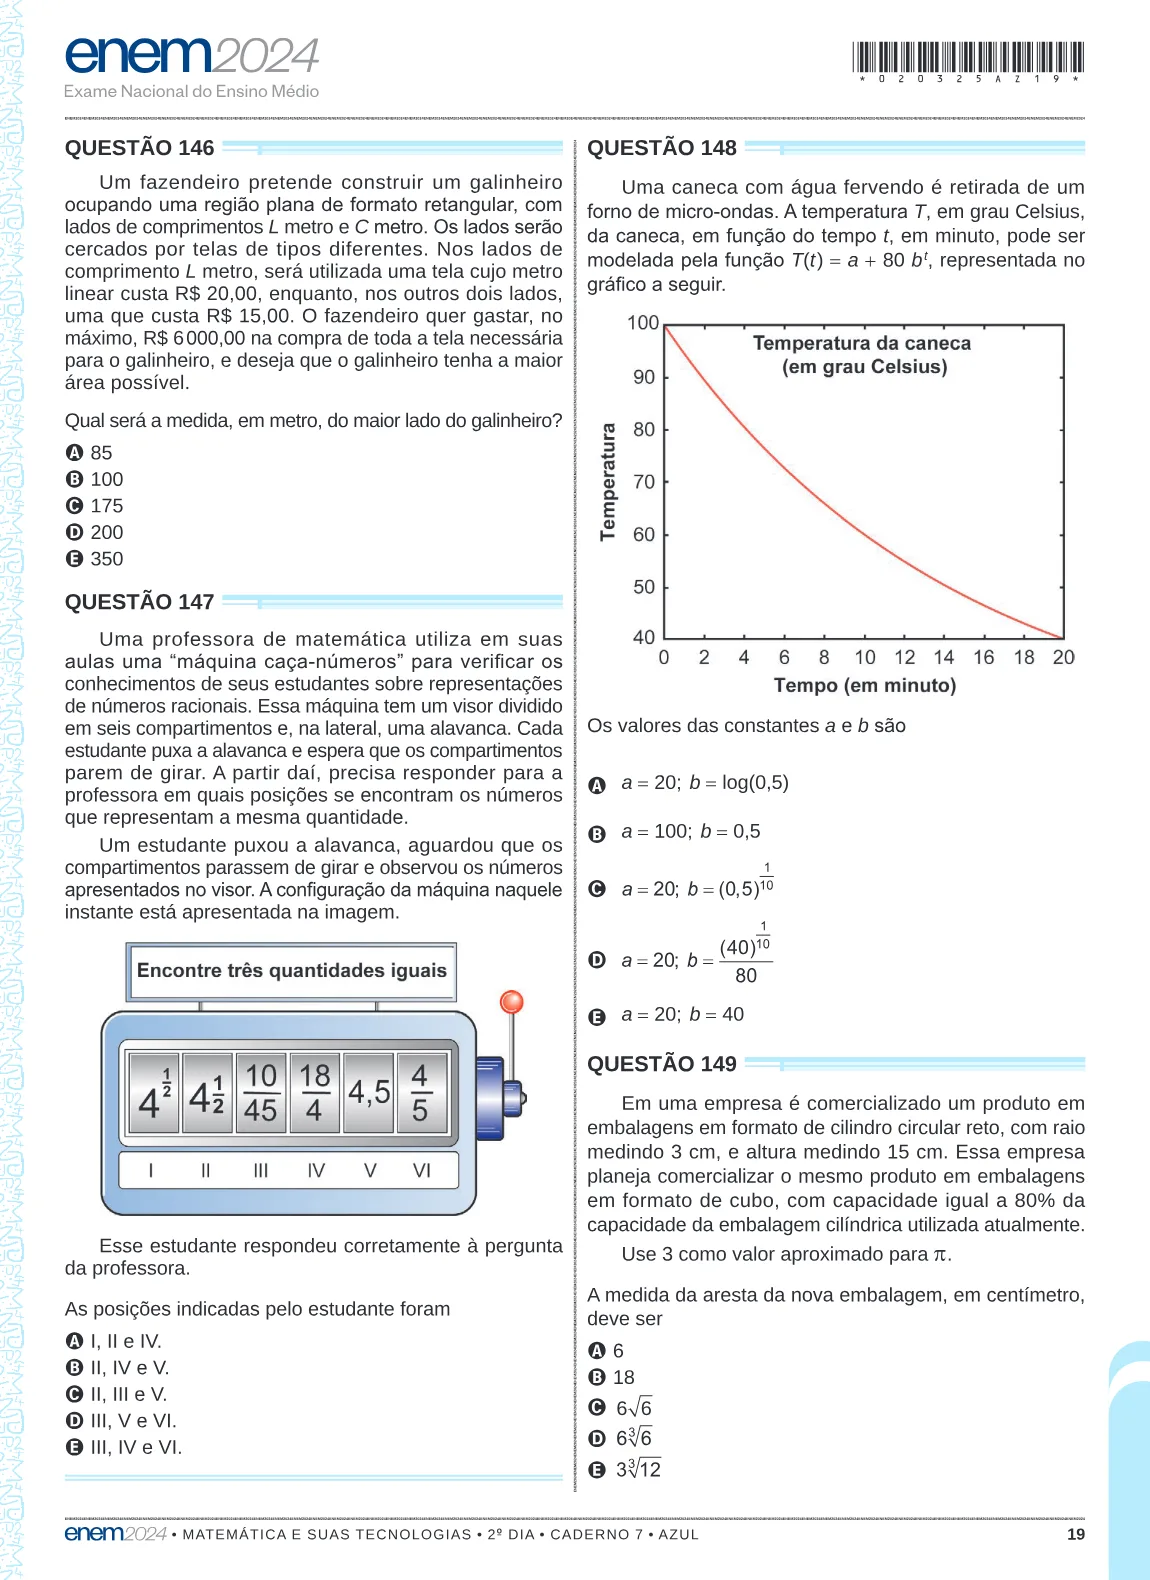 enem2024
Exame Nacional do Ensino Médio
*020325AZ19*
QUESTÃO 146
Um fazendeiro pretende construir um galinheiro
ocupando uma região plana de formato retangular, com
lados de comprimentos L metro e C metro. Os lados serão
cercados por telas de tipos diferentes. Nos lados de
comprimento L metro, será utilizada uma tela cujo metro
linear custa R$ 20,00, enquanto, nos outros dois lados,
uma que custa R$ 15,00. O fazendeiro quer gastar, no
máximo, R$ 6 000,00 na compra de toda a tela necessária
para o galinheiro, e deseja que o galinheiro tenha a maior
área possível.
Qual será a medida, em metro, do maior lado do galinheiro?
A 85
B 100
C 175
D 200
E 350
QUESTÃO 147
Uma professora de matemática utiliza em suas
aulas uma “máquina caça-números” para verificar os
conhecimentos de seus estudantes sobre representações
de números racionais. Essa máquina tem um visor dividido
em seis compartimentos e, na lateral, uma alavanca. Cada
estudante puxa a alavanca e espera que os compartimentos
parem de girar. A partir daí, precisa responder para a
professora em quais posições se encontram os números
que representam a mesma quantidade.
Um estudante puxou a alavanca, aguardou que os
compartimentos parassem de girar e observou os números
apresentados no visor. A configuração da máquina naquele
instante está apresentada na imagem.
Encontre três quantidades iguais
4^(1/2) 4 1/2 10/45 18/4 4,5 4/5
I II III IV V VI
Esse estudante respondeu corretamente à pergunta
da professora.
As posições indicadas pelo estudante foram
A I, II e IV.
B II, IV e V.
C II, III e V.
D III, V e VI.
E III, IV e VI.
QUESTÃO 148
Uma caneca com água fervendo é retirada de um
forno de micro-ondas. A temperatura T, em grau Celsius,
da caneca, em função do tempo t, em minuto, pode ser
modelada pela função T(t) = a + 80 b^t, representada no
gráfico a seguir.
Temperatura da caneca
(em grau Celsius)
Temperatura
100
90
80
70
60
50
40
0 2 4 6 8 10 12 14 16 18 20
Tempo (em minuto)
Os valores das constantes a e b são
A a = 20; b = log(0,5)
B a = 100; b = 0,5
C a = 20; b = (0,5)^(1/10)
D a = 20; b = (40)^(1/10)/80
E a = 20; b = 40
QUESTÃO 149
Em uma empresa é comercializado um produto em
embalagens em formato de cilindro circular reto, com raio
medindo 3 cm, e altura medindo 15 cm. Essa empresa
planeja comercializar o mesmo produto em embalagens
em formato de cubo, com capacidade igual a 80% da
capacidade da embalagem cilíndrica utilizada atualmente.
Use 3 como valor aproximado para π.
A medida da aresta da nova embalagem, em centímetro,
deve ser
A 6
B 18
C 6√6
D 6∛6
E 3∛12
enem2024 • MATEMÁTICA E SUAS TECNOLOGIAS • 2º DIA • CADERNO 7 • AZUL
19